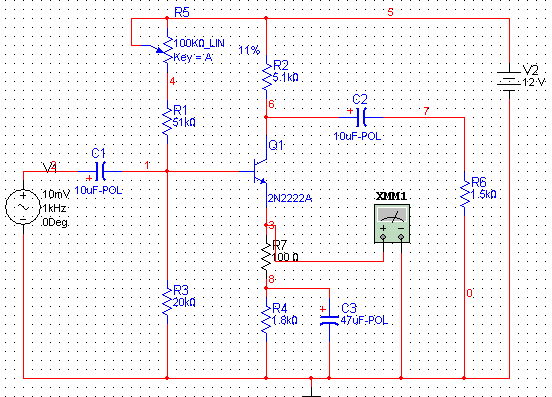 R5
5
100KΩ_LIN
Key = A
11%
R2
5.1kΩ
V2
12 V
4
6
C2
7
R1
51kΩ
10uF-POL
Q1
C1
1
10uF-POL
2N2222A
V4
10mV
1kHz
0Deg
R6
1.5kΩ
XMM1
3
R7
100 Ω
8
R3
20kΩ
R4
1.8kΩ
C3
47uF-POL
0